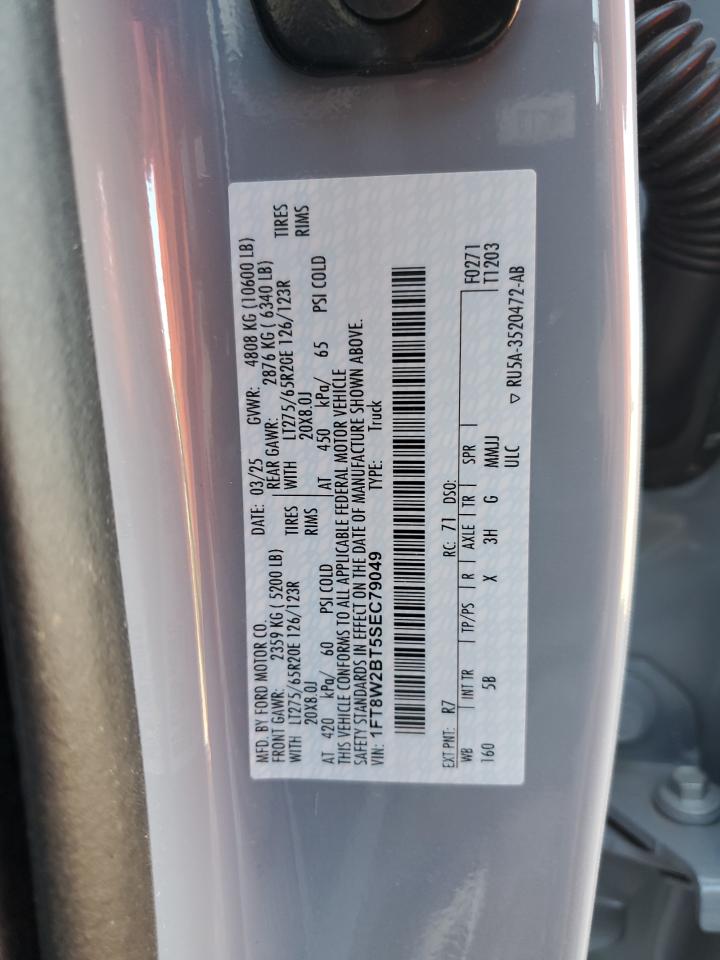 MFD. BY FORD MOTOR CO. DATE: 03/25 GVWR: 4808 KG (10600 LB)
FRONT GAWR: 2359 KG ( 5200 LB) REAR GAWR: 2876 KG ( 6340 LB)
WITH LT275/65R20E 126/123R TIRES WITH LT275/65R20E 126/123R TIRES
20X8.0J RIMS 20X8.0J RIMS
AT 420 kPa/ 60 PSI COLD AT 450 kPa/ 65 PSI COLD
THIS VEHICLE CONFORMS TO ALL APPLICABLE FEDERAL MOTOR VEHICLE
SAFETY STANDARDS IN EFFECT ON THE DATE OF MANUFACTURE SHOWN ABOVE.
VIN: 1FT8W2BT5SEC79049 TYPE: Truck
EXT PNT: R7 RC: 71 DSO: F0271
WB INT TR TP/PS R AXLE TR SPR T1203
160 5B X 3H G MMJJ
ULC ▽ RU5A-3520472-AB